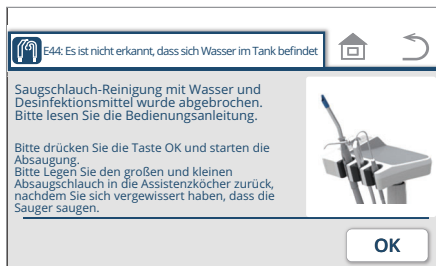 E44: Es ist nicht erkannt, dass sich Wasser im Tank befindet
Saugschlauch-Reinigung mit Wasser und
Desinfektionsmittel wurde abgebrochen.
Bitte lesen Sie die Bedienungsanleitung.
Bitte drücken Sie die Taste OK und starten die
Absaugung.
Bitte Legen Sie den großen und kleinen
Absaugschlauch in die Assistenzköcher zurück,
nachdem Sie sich vergewissert haben, dass die
Sauger saugen.
OK